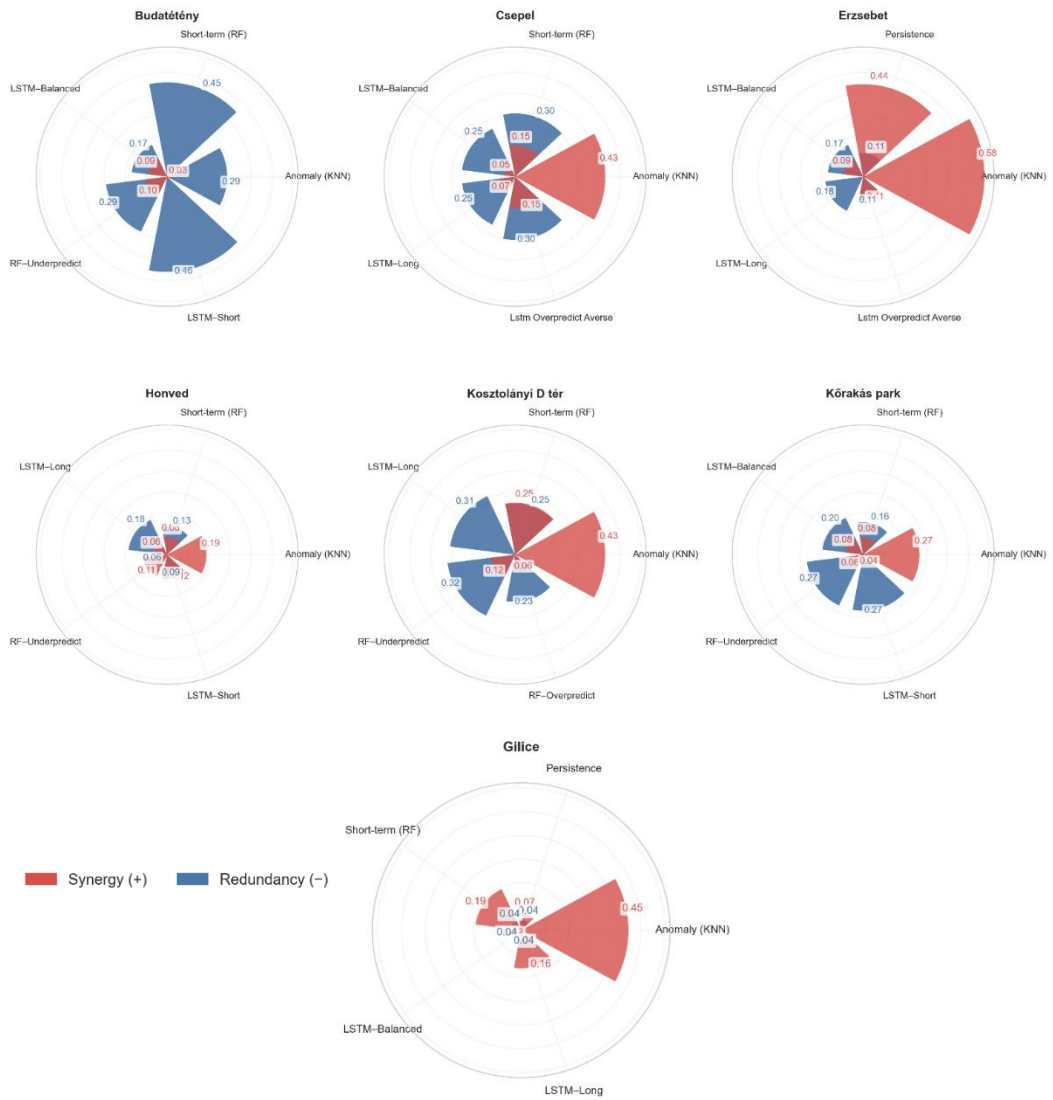 Budatétény
Short-term (RF)
0.45
LSTM–Balanced
0.17
0.09
0.03
0.29
Anomaly (KNN)
0.10
0.29
RF–Underpredict
0.46
LSTM–Short
Csepel
Short-term (RF)
LSTM–Balanced
0.30
0.25
0.15
0.43
Anomaly (KNN)
0.05
0.07
0.25
0.15
0.30
LSTM–Long
Lstm Overpredict Averse
Erzsebet
Persistence
0.44
LSTM–Balanced
0.17
0.11
0.09
0.58
Anomaly (KNN)
0.18
0.11
LSTM–Long
Lstm Overpredict Averse
Honved
Short-term (RF)
LSTM–Long
0.18
0.13
0.06
0.19
Anomaly (KNN)
0.06
0.11
0.09
RF–Underpredict
LSTM–Short
Kosztolányi D tér
Short-term (RF)
LSTM–Long
0.31
0.25
0.25
0.43
Anomaly (KNN)
0.12
0.06
0.32
0.23
RF–Underpredict
RF–Overpredict
Kőrakás park
Short-term (RF)
LSTM–Balanced
0.20
0.16
0.08
0.08
0.27
Anomaly (KNN)
0.06
0.04
0.27
0.27
RF–Underpredict
LSTM–Short
Gilice
Persistence
Short-term (RF)
0.19
0.07
0.04
0.04
0.45
Anomaly (KNN)
0.04
0.04
0.16
LSTM–Balanced
LSTM–Long
Synergy (+)
Redundancy (−)